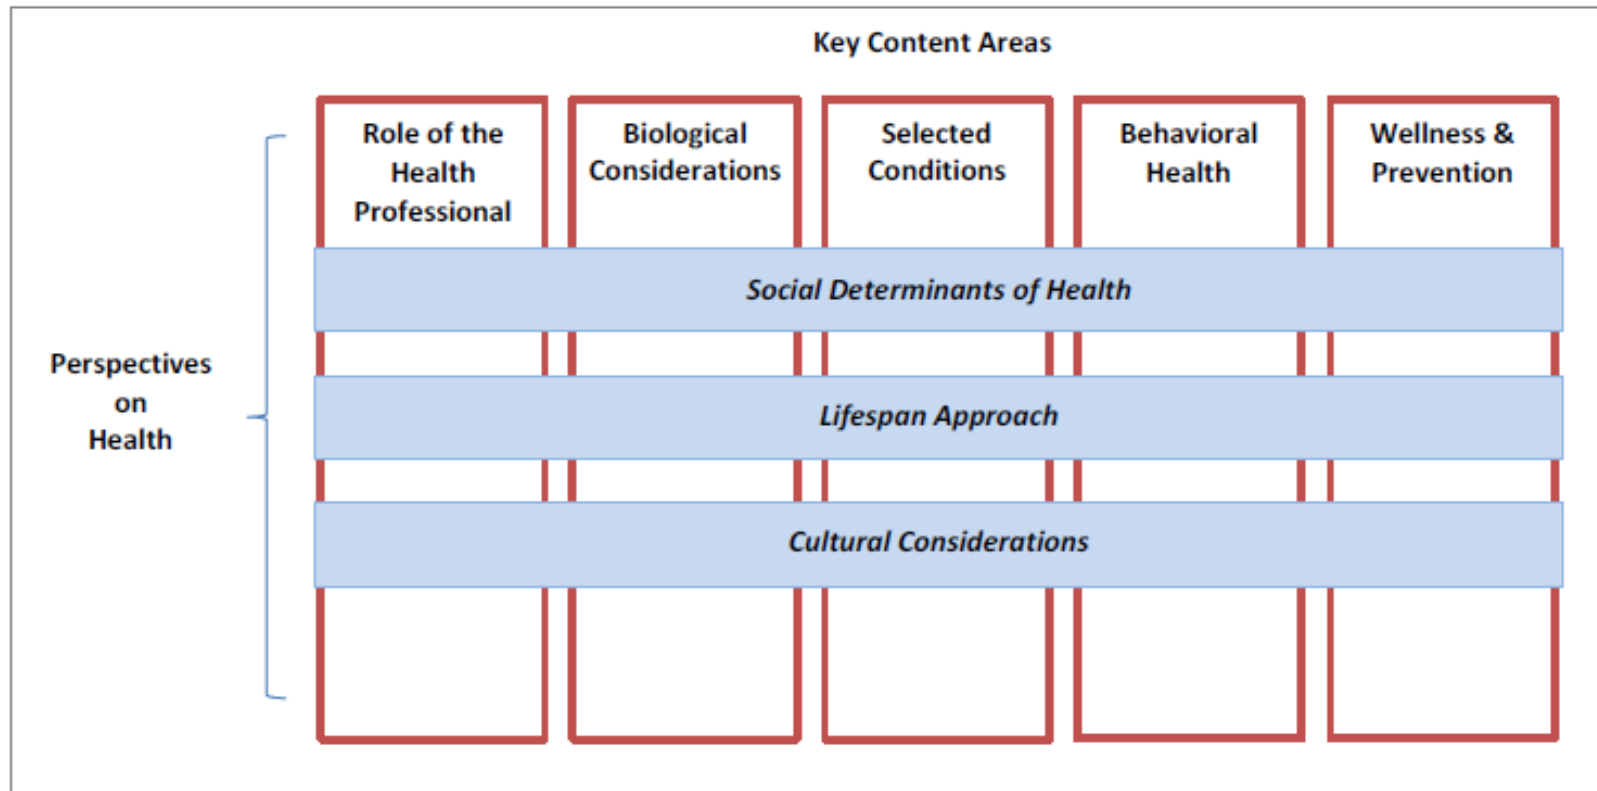 Key Content Areas
Role of the
Health
Professional
Biological
Considerations
Selected
Conditions
Behavioral
Health
Wellness &
Prevention
Social Determinants of Health
Perspectives
on
Health
Lifespan Approach
Cultural Considerations